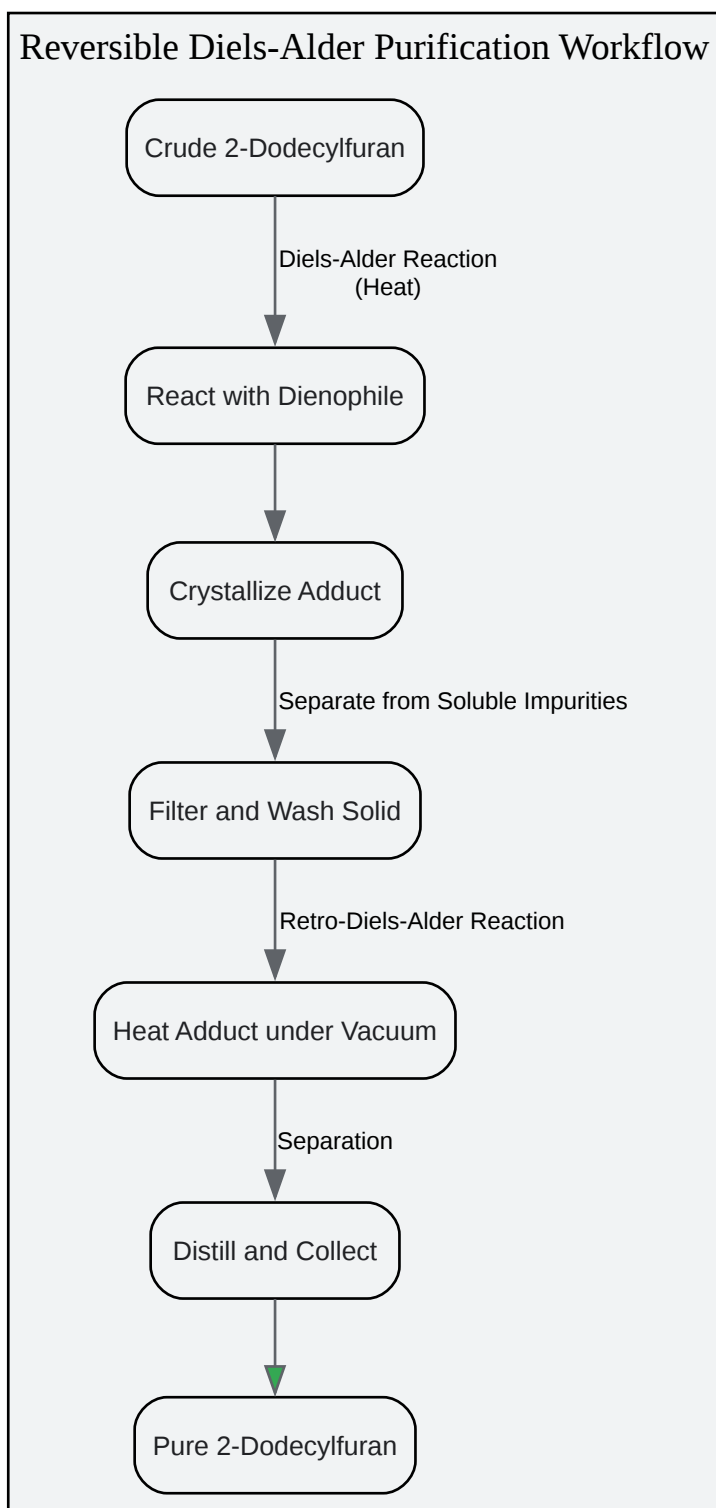 Reversible Diels-Alder Purification Workflow
Crude 2-Dodecylfuran
Diels-Alder Reaction
(Heat)
React with Dienophile
Crystallize Adduct
Separate from Soluble Impurities
Filter and Wash Solid
Retro-Diels-Alder Reaction
Heat Adduct under Vacuum
Separation
Distill and Collect
Pure 2-Dodecylfuran